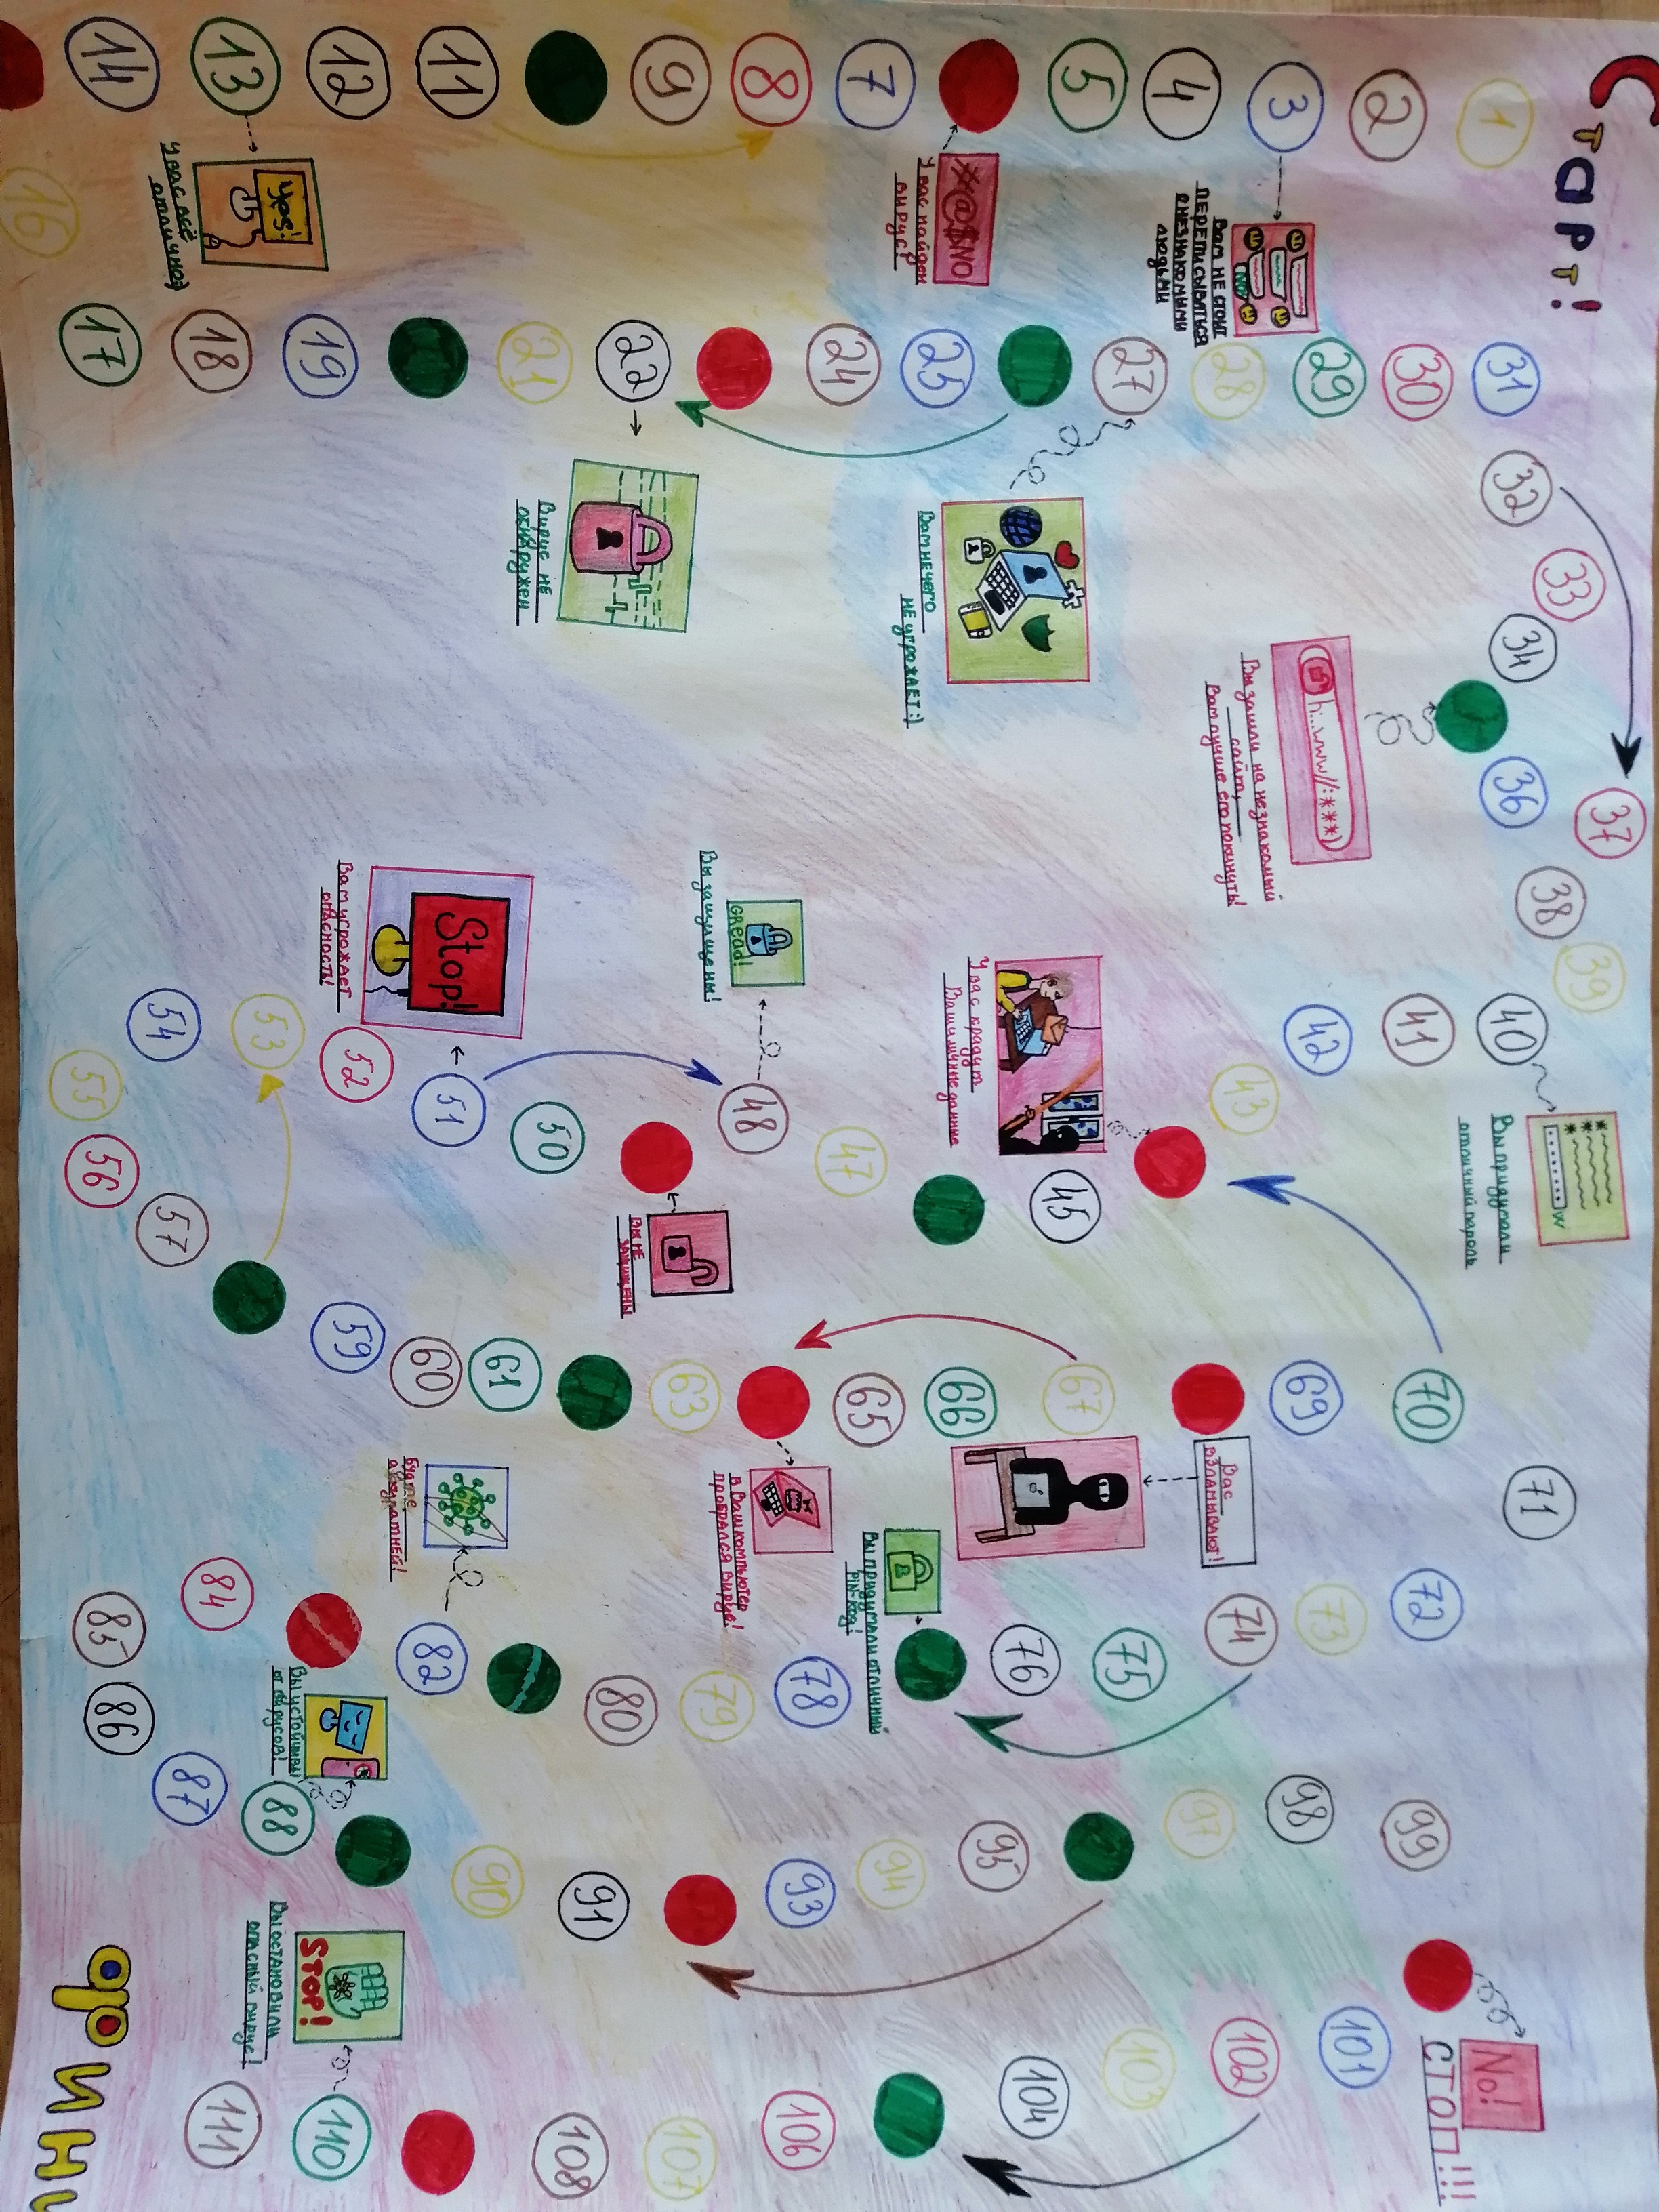 Старт!
1
2
3
Вам НЕ СТОИТ
ПЕРЕПИСЫВАТЬСЯ
С НЕЗНАКОМЫМИ
людьми
4
5
#@$NO
У вас найден
вирус!
7
8
9
11
12
13
Yes!
У вас всё
отлично:)
14
16
17
18
19
21
22
Вирус НЕ
ОБНАРУЖЕН
24
25
27
Вам нечего
НЕ угрожает:)
28
29
30
31
32
33
34
36
37
38
39
40
Вы придумали
отличный пароль
hi...www//:***)
Вы зашли на незнакомый
сайт,
Вам лучше его покинуть!
41
42
43
У вас крадут
Ваши личные данные
45
47
48
GRead!
Вы защищены!
Вы НЕ
ЗАЩИЩЕНЫ
50
51
Stop!
Вам угрожает
опасность!
52
53
54
55
56
57
59
60
61
63
В Ваш компьютер
пробрался вирус!
65
66
67
Вас
ВЗЛАМЫВАЮТ!
69
70
71
72
73
74
75
76
Вы придумали отличный
PiN-код!
78
79
80
82
Будте
аккуратней!
84
85
86
87
88
Вы устойчивы
от вирусов!
90
91
93
94
95
97
98
99
No!
СТОП!!!
101
102
103
104
106
107
108
110
STOP!
Вы остановили
опасный вирус!
111
Фини